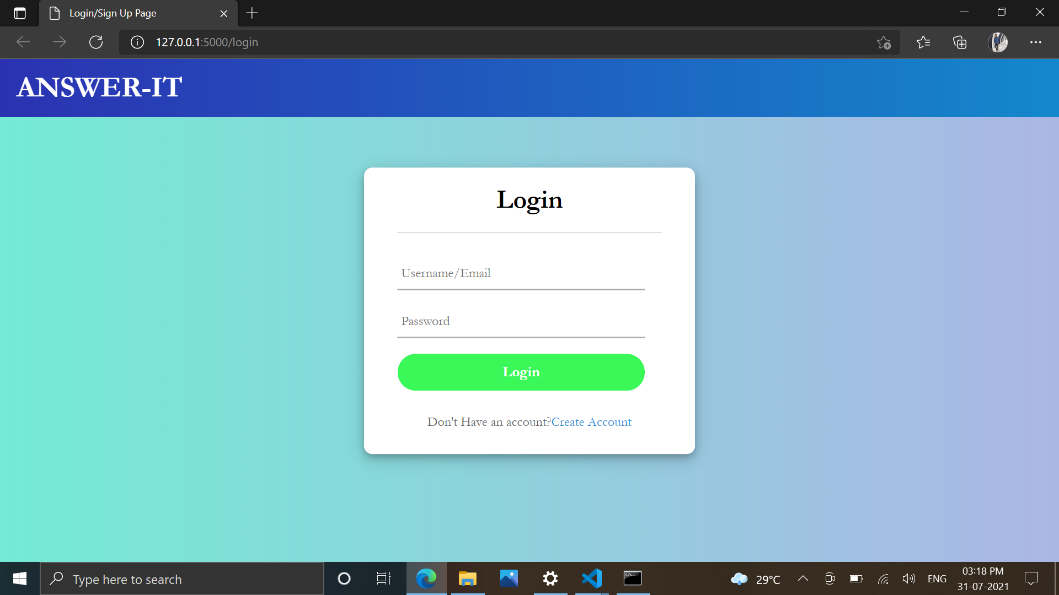 Login/Sign Up Page
127.0.0.1:5000/login
ANSWER-IT
Login
Username/Email
Password
Login
Don't Have an account?Create Account
Type here to search
29°C
ENG
03:18 PM
31-07-2021